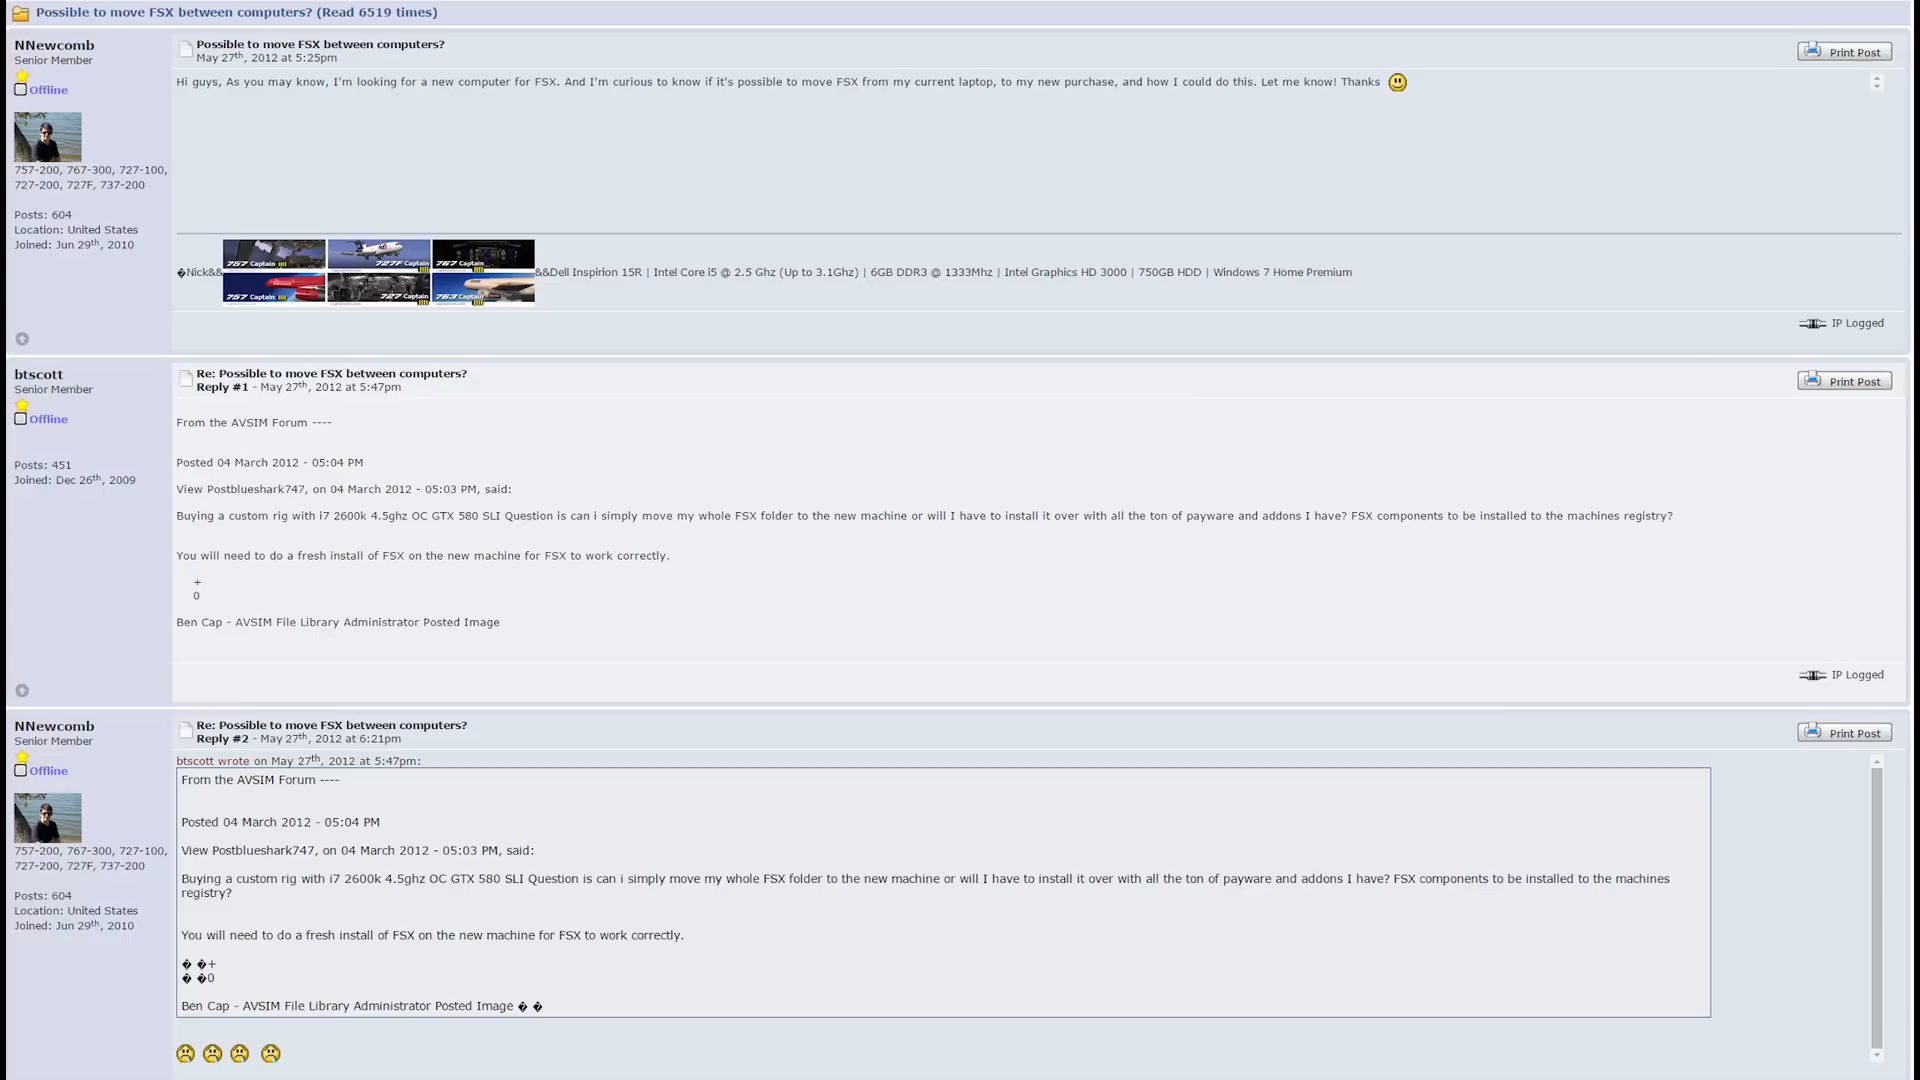 Possible to move FSX between computers? (Read 6519 times)
NNewcomb
Senior Member
Offline
757-200, 767-300, 727-100,
727-200, 727F, 737-200
Posts: 604
Location: United States
Joined: Jun 29th, 2010
Possible to move FSX between computers?
May 27th, 2012 at 5:25pm
Print Post
Hi guys, As you may know, I'm looking for a new computer for FSX. And I'm curious to know if it's possible to move FSX from my current laptop, to my new purchase, and how I could do this. Let me know! Thanks
757 Captain
727F Captain
767 Captain
�Nick&&
&&Dell Inspirion 15R | Intel Core i5 @ 2.5 Ghz (Up to 3.1Ghz) | 6GB DDR3 @ 1333Mhz | Intel Graphics HD 3000 | 750GB HDD | Windows 7 Home Premium
757 Captain
727 Captain
763 Captain
IP Logged
btscott
Senior Member
Offline
Posts: 451
Joined: Dec 26th, 2009
Re: Possible to move FSX between computers?
Reply #1 - May 27th, 2012 at 5:47pm
Print Post
From the AVSIM Forum ----
Posted 04 March 2012 - 05:04 PM
View Postblueshark747, on 04 March 2012 - 05:03 PM, said:
Buying a custom rig with i7 2600k 4.5ghz OC GTX 580 SLI Question is can i simply move my whole FSX folder to the new machine or will I have to install it over with all the ton of payware and addons I have? FSX components to be installed to the machines registry?
You will need to do a fresh install of FSX on the new machine for FSX to work correctly.
+
0
Ben Cap - AVSIM File Library Administrator Posted Image
IP Logged
NNewcomb
Senior Member
Offline
757-200, 767-300, 727-100,
727-200, 727F, 737-200
Posts: 604
Location: United States
Joined: Jun 29th, 2010
Re: Possible to move FSX between computers?
Reply #2 - May 27th, 2012 at 6:21pm
Print Post
btscott wrote on May 27th, 2012 at 5:47pm:
From the AVSIM Forum ----
Posted 04 March 2012 - 05:04 PM
View Postblueshark747, on 04 March 2012 - 05:03 PM, said:
Buying a custom rig with i7 2600k 4.5ghz OC GTX 580 SLI Question is can i simply move my whole FSX folder to the new machine or will I have to install it over with all the ton of payware and addons I have? FSX components to be installed to the machines
registry?
You will need to do a fresh install of FSX on the new machine for FSX to work correctly.
� �+
� �0
Ben Cap - AVSIM File Library Administrator Posted Image � �